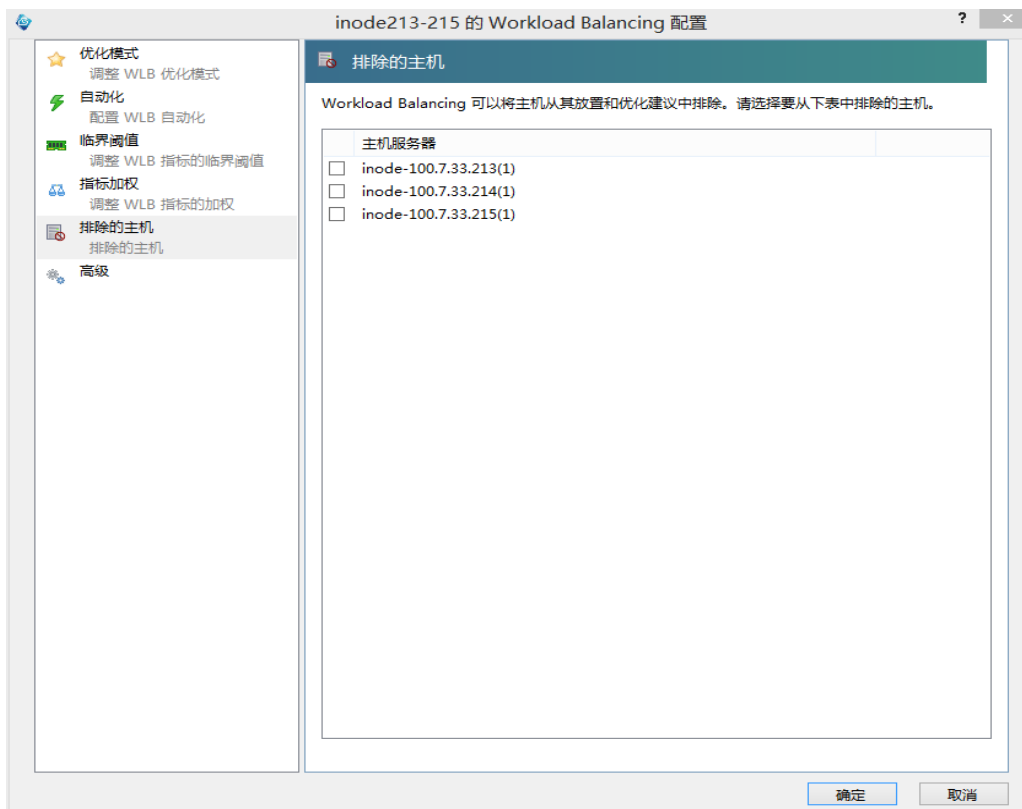 inode213-215 的 Workload Balancing 配置
?
优化模式
调整 WLB 优化模式
自动化
配置 WLB 自动化
临界阈值
调整 WLB 指标的临界阈值
指标加权
调整 WLB 指标的加权
排除的主机
排除的主机
高级
排除的主机
Workload Balancing 可以将主机从其放置和优化建议中排除。请选择要从下表中排除的主机。
主机服务器
inode-100.7.33.213(1)
inode-100.7.33.214(1)
inode-100.7.33.215(1)
确定
取消